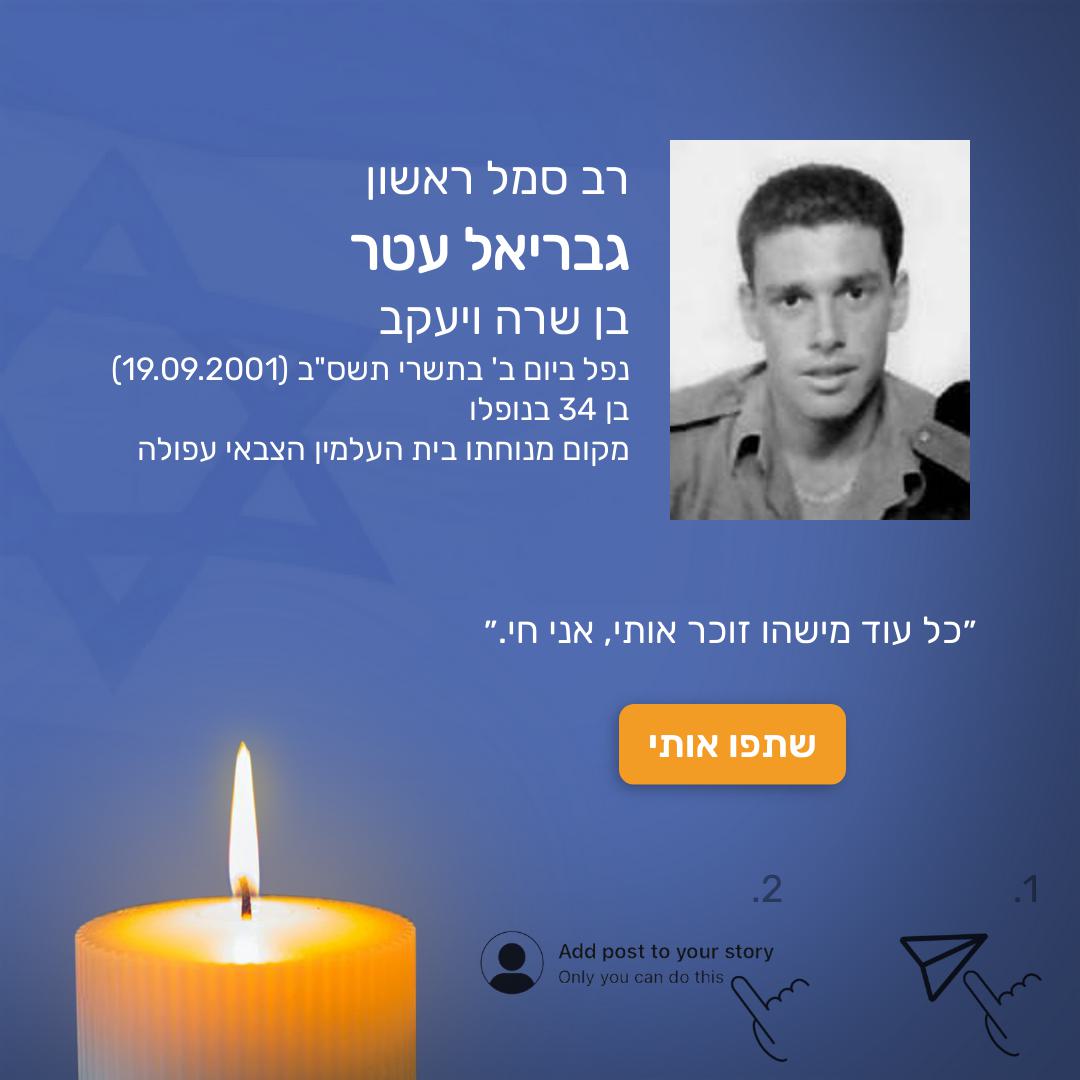 רב סמל ראשון
גבריאל עטר
בן שרה ויעקב
נפל ביום ב' בתשרי תשס"ב (19.09.2001)
בן 34 בנופלו
מקום מנוחתו בית העלמין הצבאי עפולה
״כל עוד מישהו זוכר אותי, אני חי.״
שתפו אותי
1.
2.
Add post to your story
Only you can do this